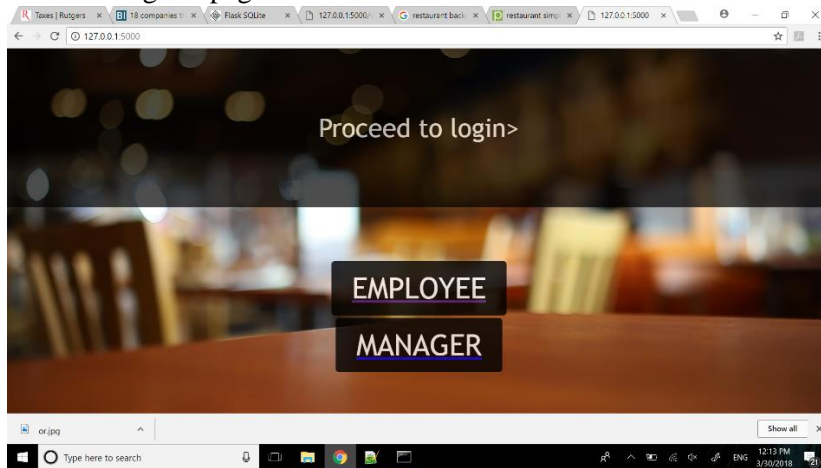 Taxes | Rutgers
18 companies t
Flask SQLite
127.0.0.1:5000/
restaurant back
restaurant simp
127.0.0.1:5000
127.0.0.1:5000
Proceed to login>
EMPLOYEE
MANAGER
or.jpg
Show all
Type here to search
ENG
12:13 PM
3/30/2018
21